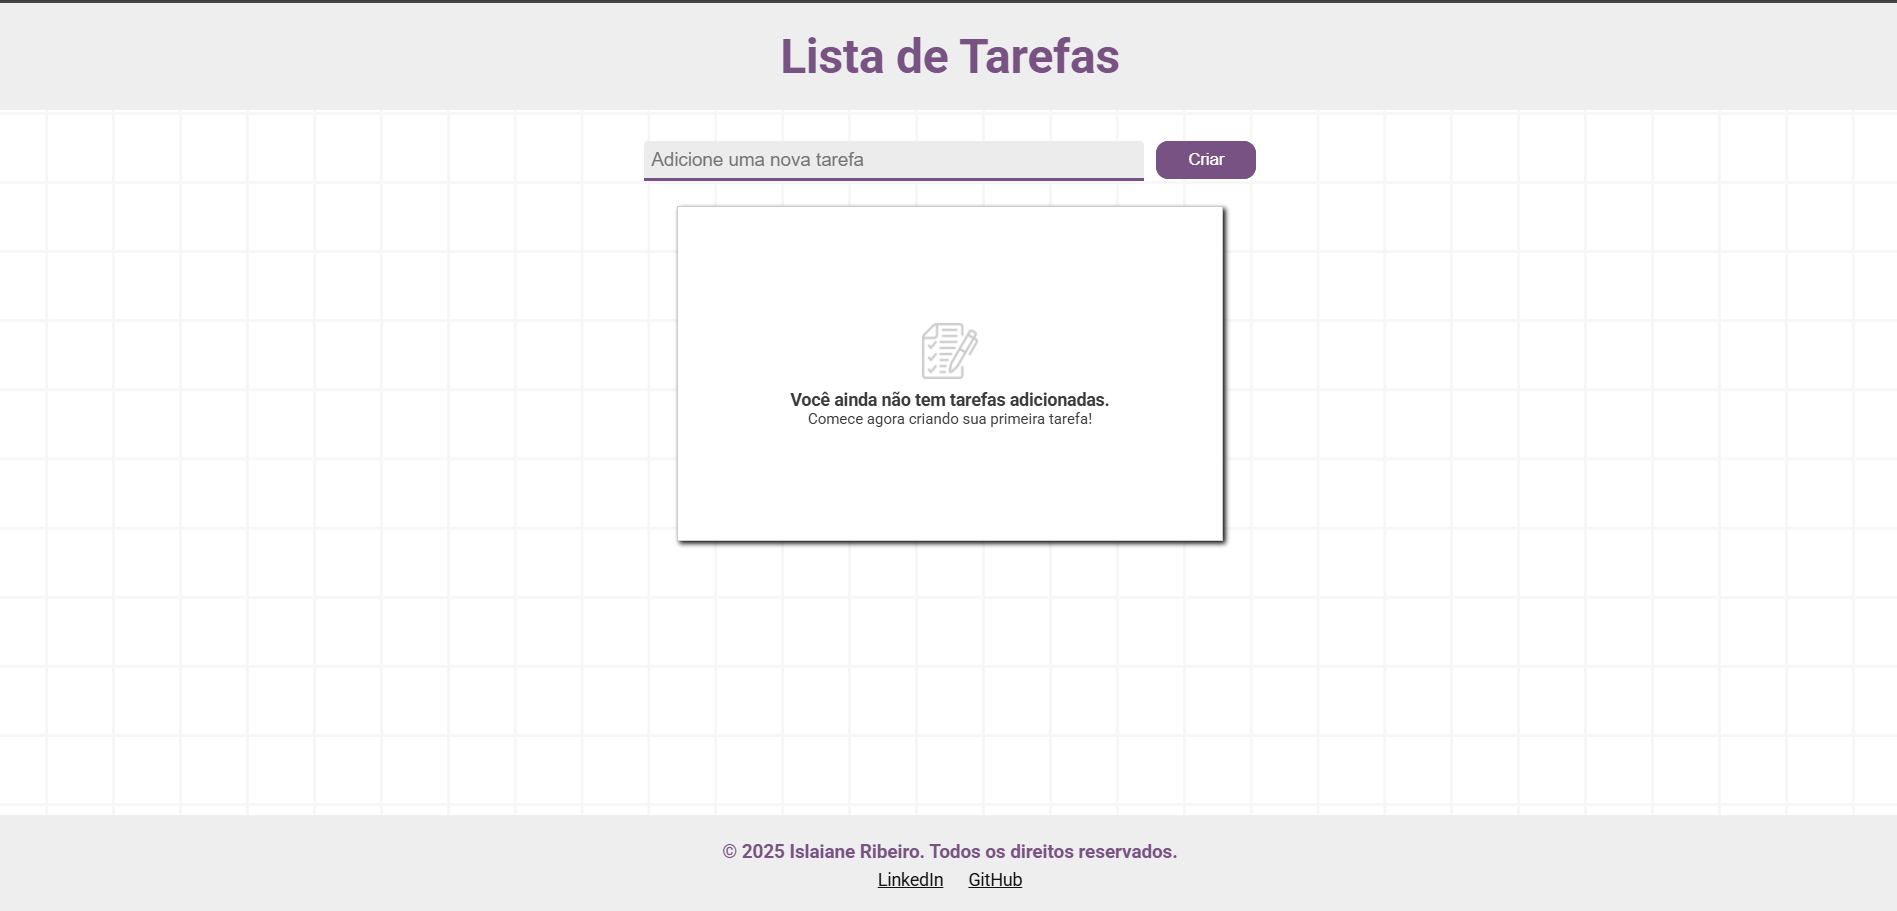 Lista de Tarefas
Adicione uma nova tarefa
Criar
Você ainda não tem tarefas adicionadas.
Comece agora criando sua primeira tarefa!
© 2025 Islaiane Ribeiro. Todos os direitos reservados.
LinkedIn GitHub